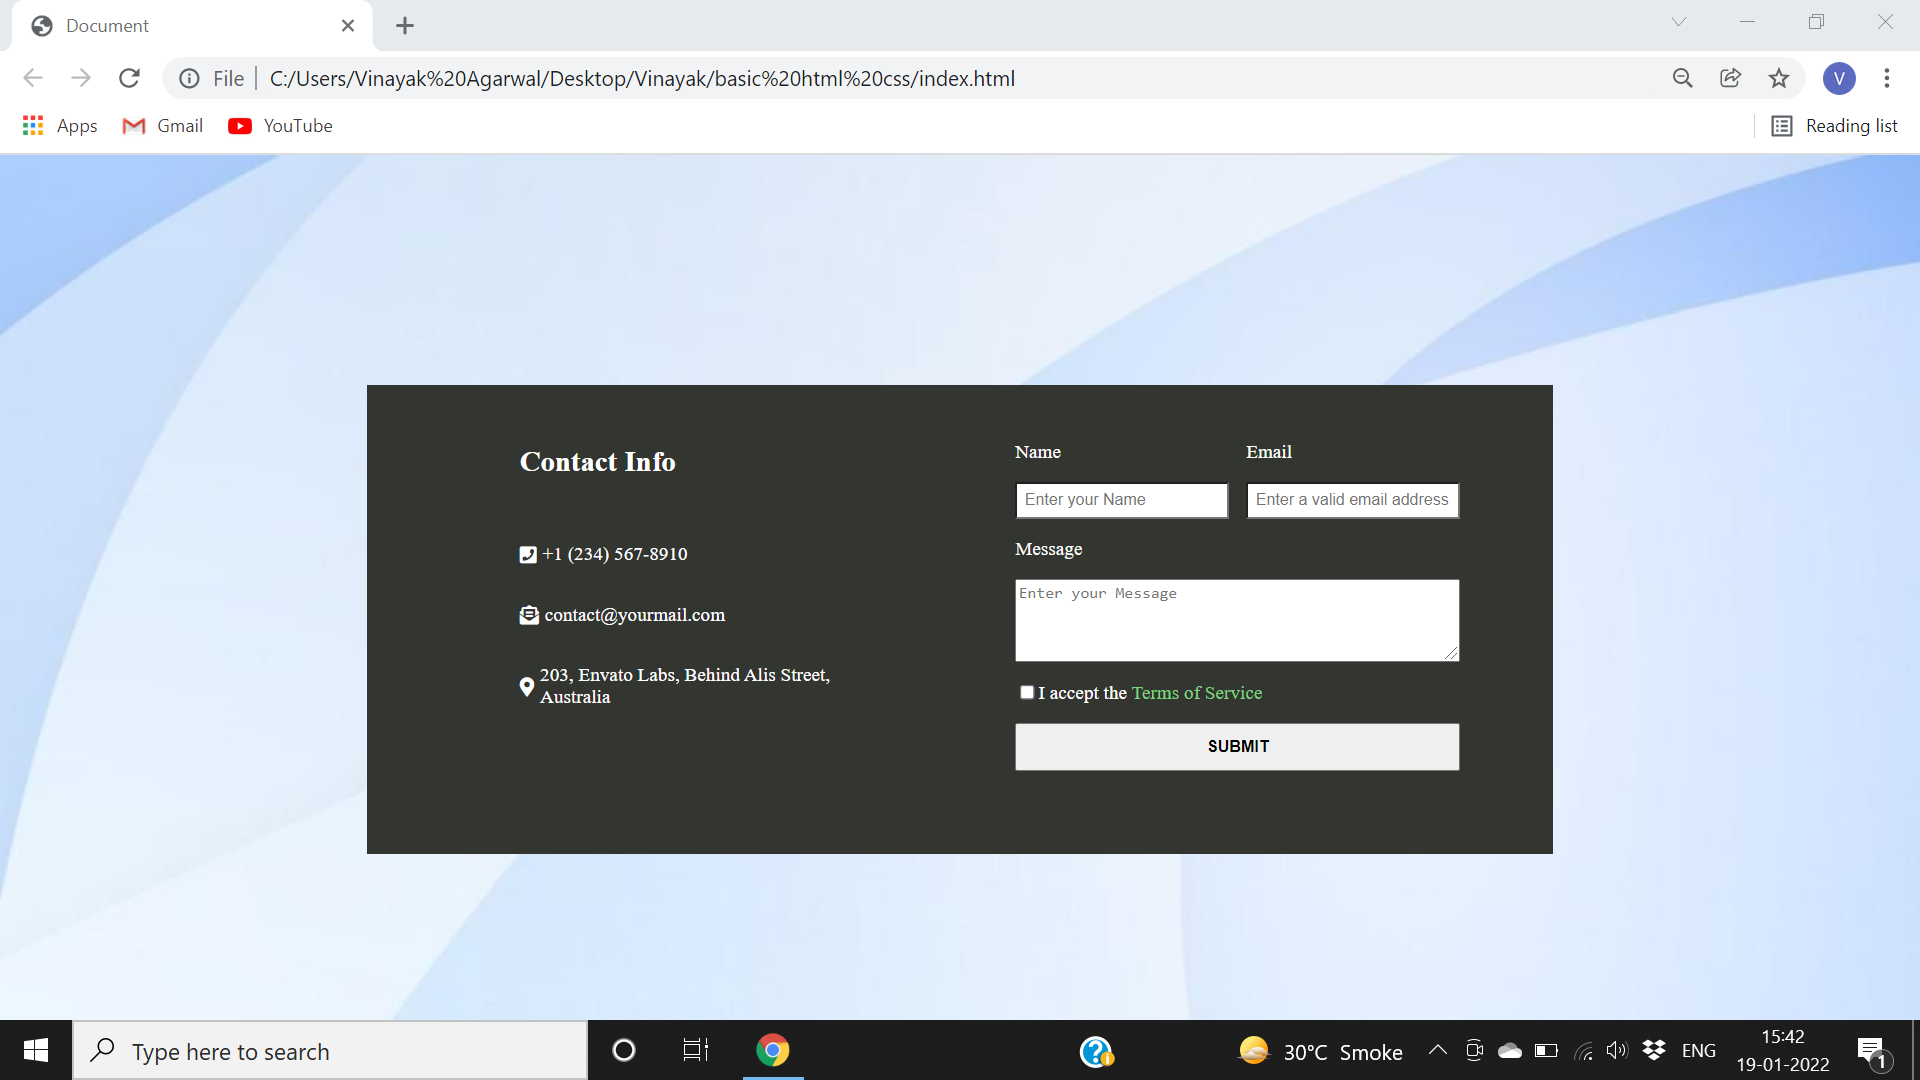 Document
File
C:/Users/Vinayak%20Agarwal/Desktop/Vinayak/basic%20html%20css/index.html
V
Apps
Gmail
YouTube
Reading list
Contact Info
+1 (234) 567-8910
contact@yourmail.com
203, Envato Labs, Behind Alis Street,
Australia
Name
Email
Enter your Name
Enter a valid email address
Message
Enter your Message
I accept the Terms of Service
SUBMIT
Type here to search
30°C Smoke
ENG
15:42
19-01-2022
1